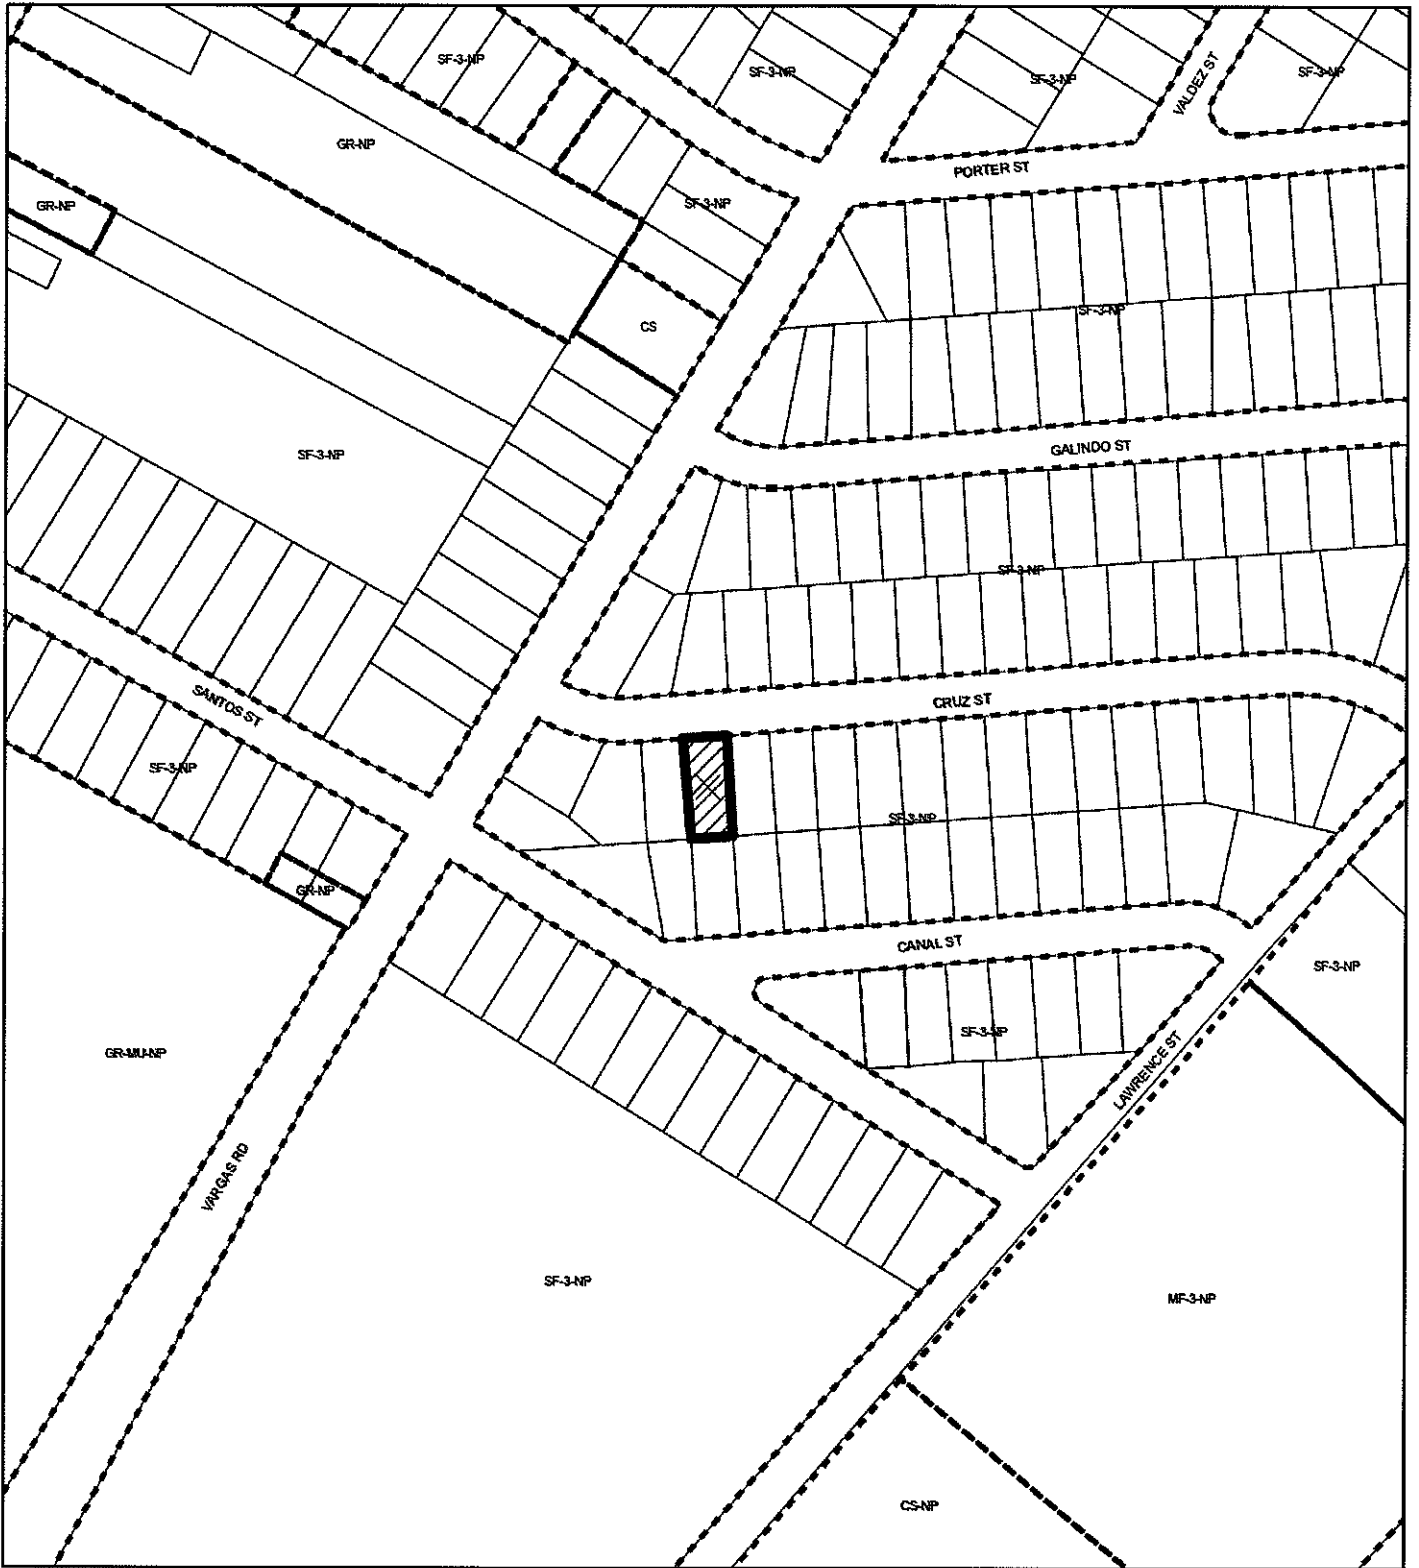 SF-3-NP
SF-3-NP
SF-3-NP
SF-3-NP
VALDEZ ST
GR-NP
PORTER ST
GR-NP
SF-3-NP
SF-3-NP
CS
GALINDO ST
SF-3-NP
SF-3-NP
SANTOS ST
CRUZ ST
SF-3-NP
SF-3-NP
GR-NP
CANAL ST
SF-3-NP
SF-3-NP
GR-MU-NP
LAWRENCE ST
VARGAS RD
SF-3-NP
MF-3-NP
CS-NP